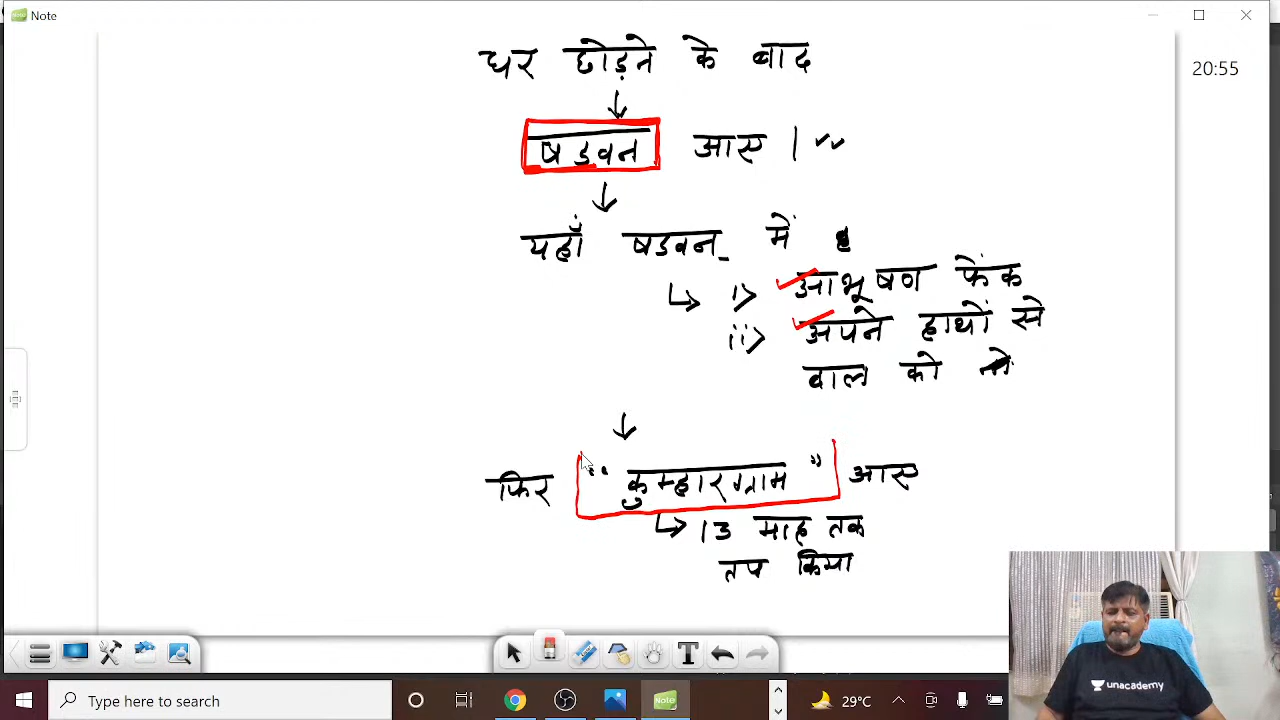 Note
20:55
घर छोड़ने के बाद
↓
षडवन आए । ✓✓
↓
यहाँ षडवन में
↳ i> आभूषण फेंक
ii> अपने हाथों से
बाल को
↓
फिर "कुम्हारग्राम" आए
↳ 13 माह तक
तप किया
unacademy
T
Type here to search
Note
29°C